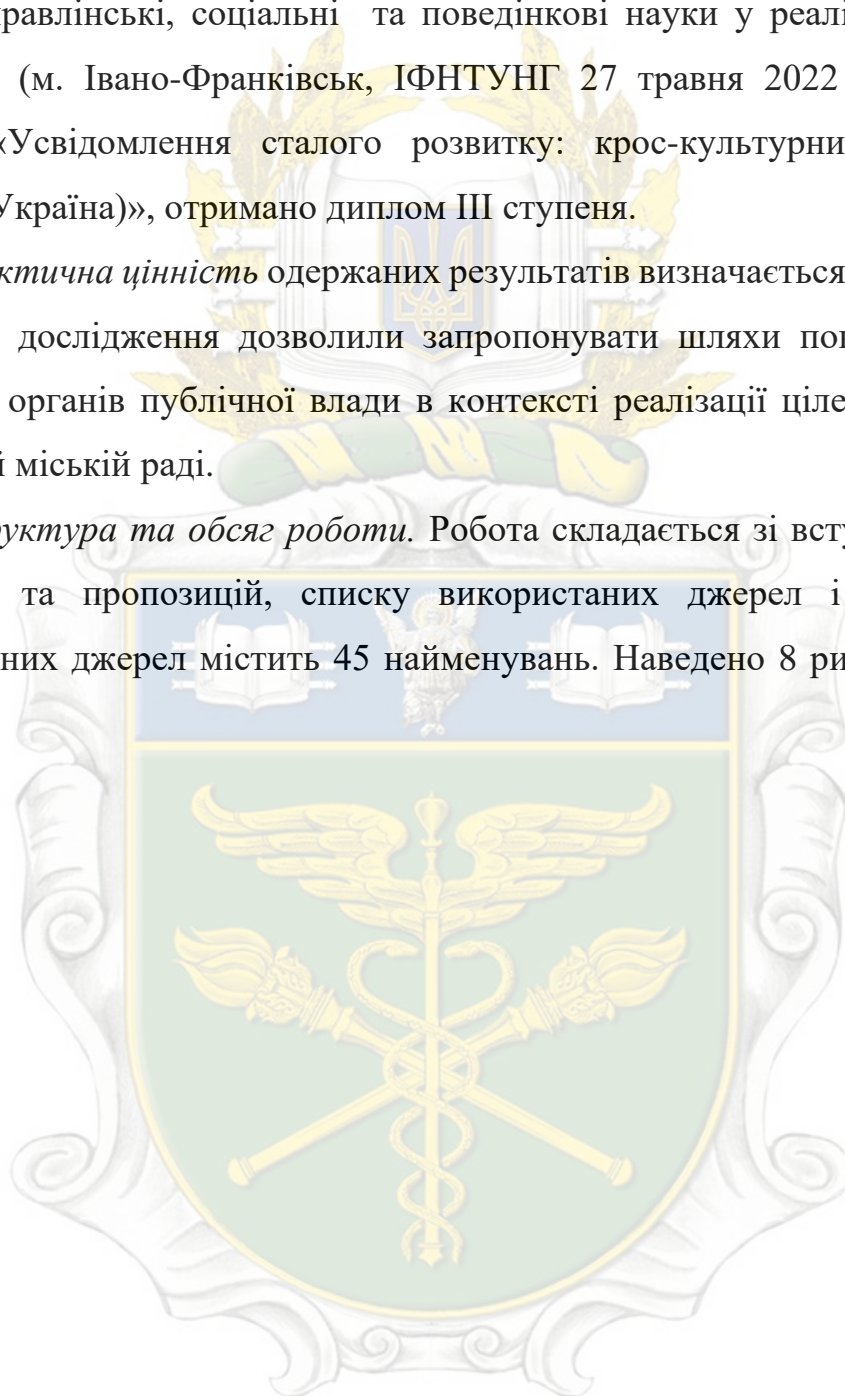 равлінські, соціальні та поведінкові науки у реалі
(м. Івано-Франківськ, ІФНТУНГ 27 травня 2022
«Усвідомлення сталого розвитку: крос-культурни
Україна)», отримано диплом ІІІ ступеня.
ктична цінність одержаних результатів визначається
дослідження дозволили запропонувати шляхи пов
органів публічної влади в контексті реалізації ціле
й міській раді.
руктура та обсяг роботи. Робота складається зі всту
та пропозицій, списку використаних джерел і
них джерел містить 45 найменувань. Наведено 8 ри